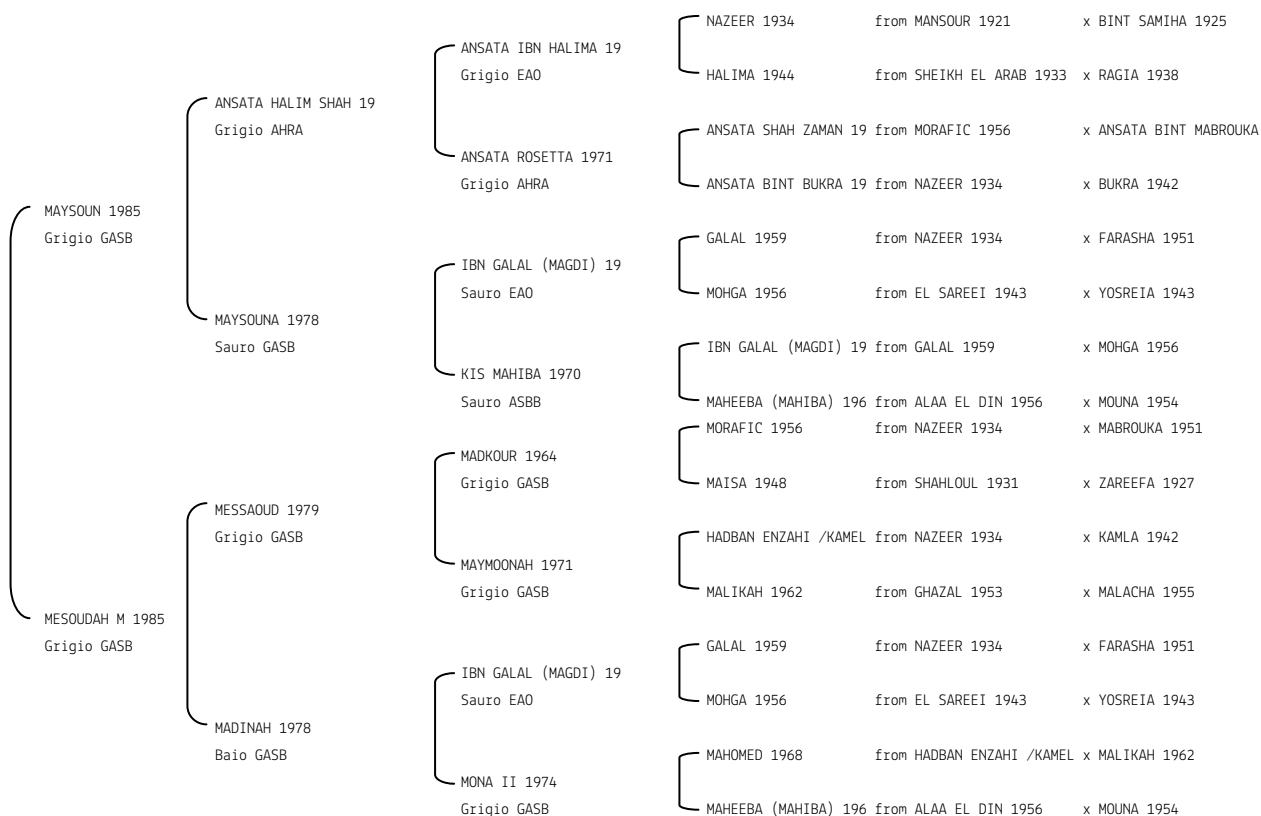 NAZEER 1934 from MANSOUR 1921 x BINT SAMIHA 1925
ANSATA IBN HALIMA 19
Grigio EAO
HALIMA 1944 from SHEIKH EL ARAB 1933 x RAGIA 1938
ANSATA HALIM SHAH 19
Grigio AHRA
ANSATA SHAH ZAMAN 19 from MORAFIC 1956 x ANSATA BINT MABROUKA
ANSATA ROSETTA 1971
Grigio AHRA
ANSATA BINT BUKRA 19 from NAZEER 1934 x BUKRA 1942
MAYSOUN 1985
Grigio GASB
GALAL 1959 from NAZEER 1934 x FARASHA 1951
IBN GALAL (MAGDI) 19
Sauro EAO
MOHGA 1956 from EL SAREEI 1943 x YOSREIA 1943
MAYSOUNA 1978
Sauro GASB
IBN GALAL (MAGDI) 19 from GALAL 1959 x MOHGA 1956
KIS MAHIBA 1970
Sauro ASBB
MAHEEBA (MAHIBA) 196 from ALAA EL DIN 1956 x MOUNA 1954
MORAFIC 1956 from NAZEER 1934 x MABROUKA 1951
MADKOUR 1964
Grigio GASB
MAISA 1948 from SHAHLOUL 1931 x ZAREEFA 1927
MESSAOUD 1979
Grigio GASB
HADBAN ENZAHI /KAMEL from NAZEER 1934 x KAMLA 1942
MAYMOONAH 1971
Grigio GASB
MALIKAH 1962 from GHAZAL 1953 x MALACHA 1955
MESOUDAH M 1985
Grigio GASB
GALAL 1959 from NAZEER 1934 x FARASHA 1951
IBN GALAL (MAGDI) 19
Sauro EAO
MOHGA 1956 from EL SAREEI 1943 x YOSREIA 1943
MADINAH 1978
Baio GASB
MAHOMED 1968 from HADBAN ENZAHI /KAMEL x MALIKAH 1962
MONA II 1974
Grigio GASB
MAHEEBA (MAHIBA) 196 from ALAA EL DIN 1956 x MOUNA 1954